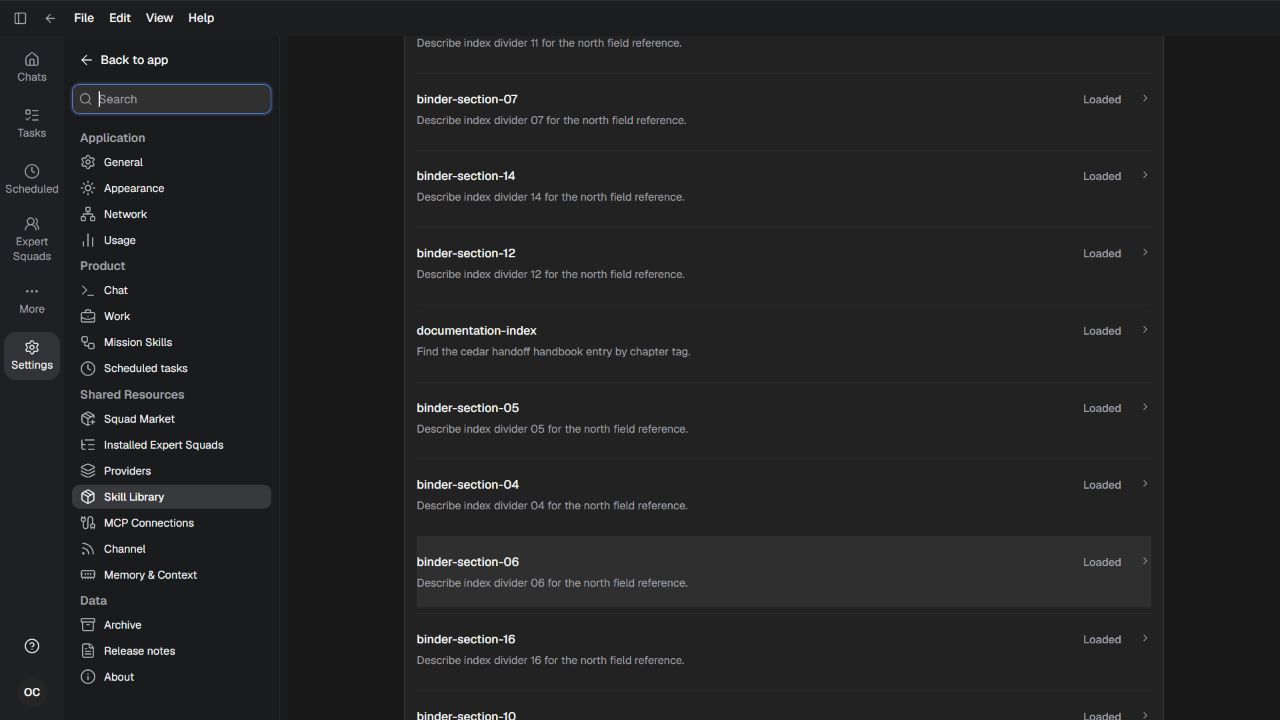 File Edit View Help
Chats
Tasks
Scheduled
Expert
Squads
More
Settings
OC
Back to app
Search
Application
General
Appearance
Network
Usage
Product
Chat
Work
Mission Skills
Scheduled tasks
Shared Resources
Squad Market
Installed Expert Squads
Providers
Skill Library
MCP Connections
Channel
Memory & Context
Data
Archive
Release notes
About
Describe index divider 11 for the north field reference.
binder-section-07 Loaded
Describe index divider 07 for the north field reference.
binder-section-14 Loaded
Describe index divider 14 for the north field reference.
binder-section-12 Loaded
Describe index divider 12 for the north field reference.
documentation-index Loaded
Find the cedar handoff handbook entry by chapter tag.
binder-section-05 Loaded
Describe index divider 05 for the north field reference.
binder-section-04 Loaded
Describe index divider 04 for the north field reference.
binder-section-06 Loaded
Describe index divider 06 for the north field reference.
binder-section-16 Loaded
Describe index divider 16 for the north field reference.
binder-section-10 Loaded